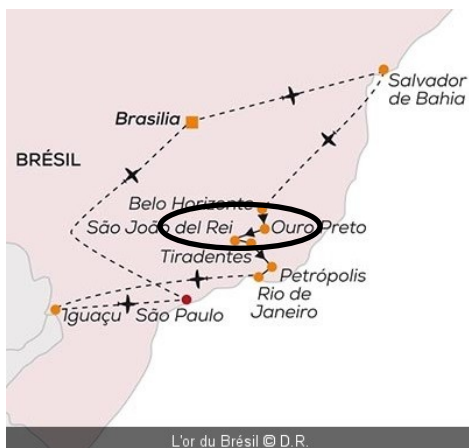 Salvador
de Bahia
Brasilia
BRÉSIL
Belo Horizonte
São João del Rei
Ouro Preto
Tiradentes
Petrópolis
Rio de
Janeiro
Iguaçu
São Paulo
L'or du Brésil © D.R.